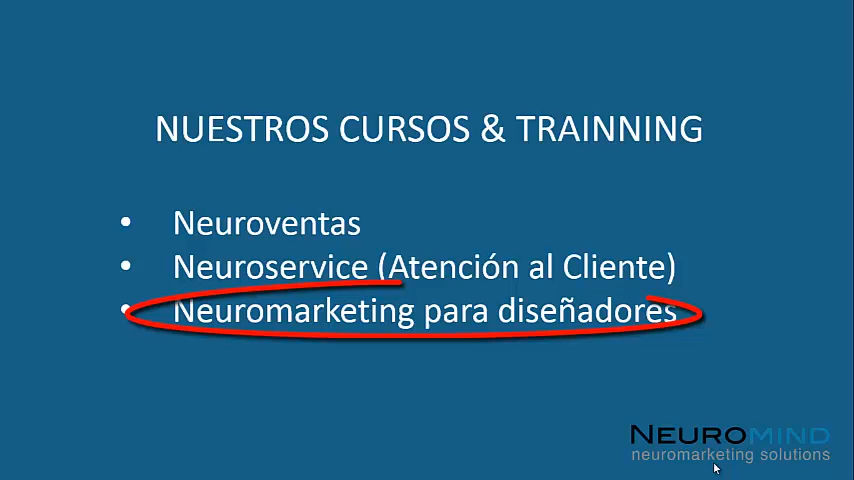 NUESTROS CURSOS & TRAINNING
• Neuroventas
• Neuroservice (Atención al Cliente)
• Neuromarketing para diseñadores
NEUROMIND
neuromarketing solutions